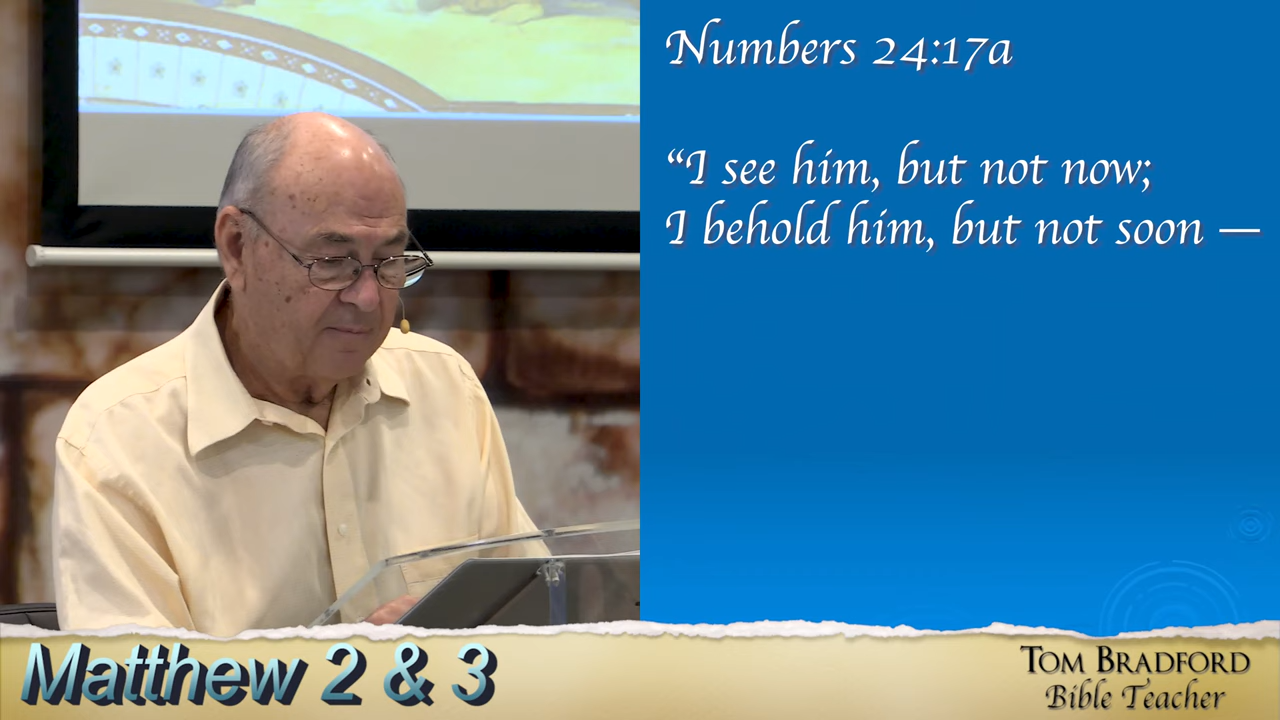 Numbers 24:17a
“I see him, but not now;
I behold him, but not soon —
Matthew 2 & 3
Tom Bradford
Bible Teacher